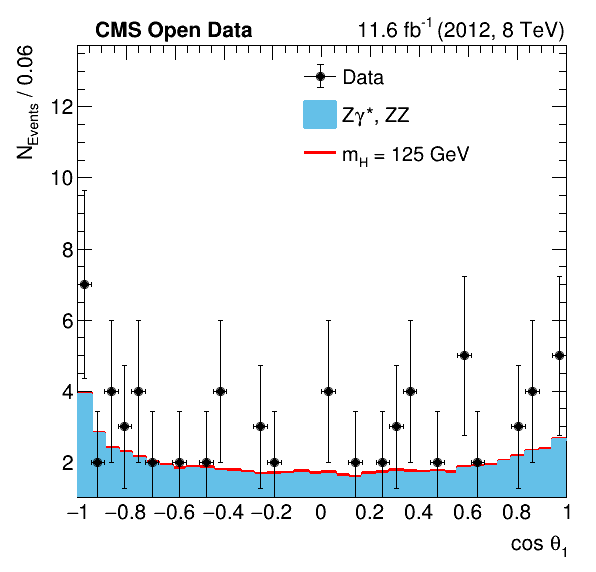 CMS Open Data 11.6 fb⁻¹ (2012, 8 TeV)
N_Events / 0.06
Data
Zγ*, ZZ
m_H = 125 GeV
12
10
8
6
4
2
−1 −0.8 −0.6 −0.4 −0.2 0 0.2 0.4 0.6 0.8 1
cos θ₁